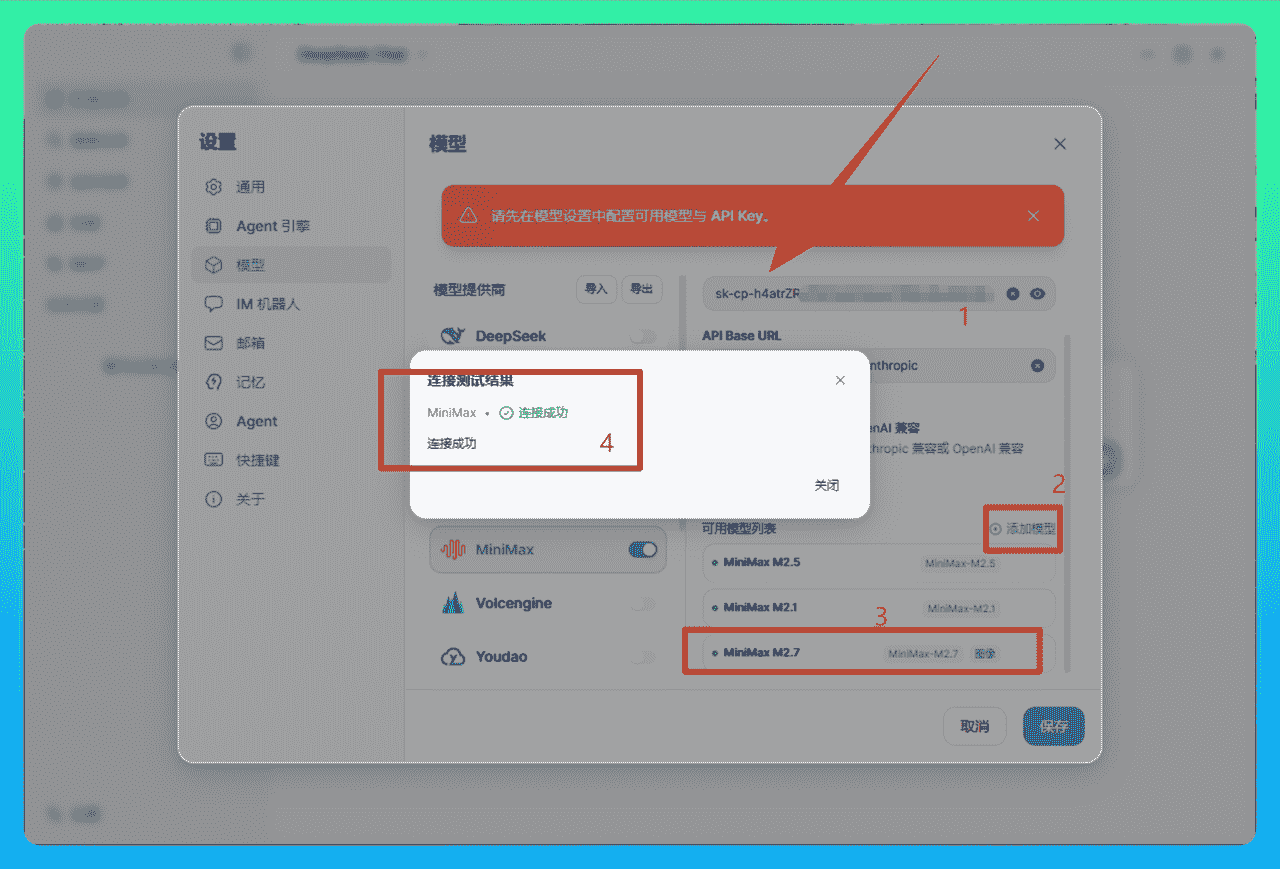 设置
通用
Agent 引擎
模型
IM 机器人
邮箱
记忆
Agent
快捷键
关于
模型
请先在模型设置中配置可用模型与 API Key。
模型提供商
导入
导出
DeepSeek
MiniMax
Volcengine
Youdao
sk-cp-h4atrZR
1
API Base URL
nthropic
enAI 兼容
hropic 兼容或 OpenAI 兼容
连接测试结果
MiniMax • 连接成功
连接成功
4
关闭
2
可用模型列表
添加模型
MiniMax M2.5 MiniMax-M2.5
MiniMax M2.1 MiniMax-M2.1
3
MiniMax M2.7 MiniMax-M2.7 图像
取消
保存